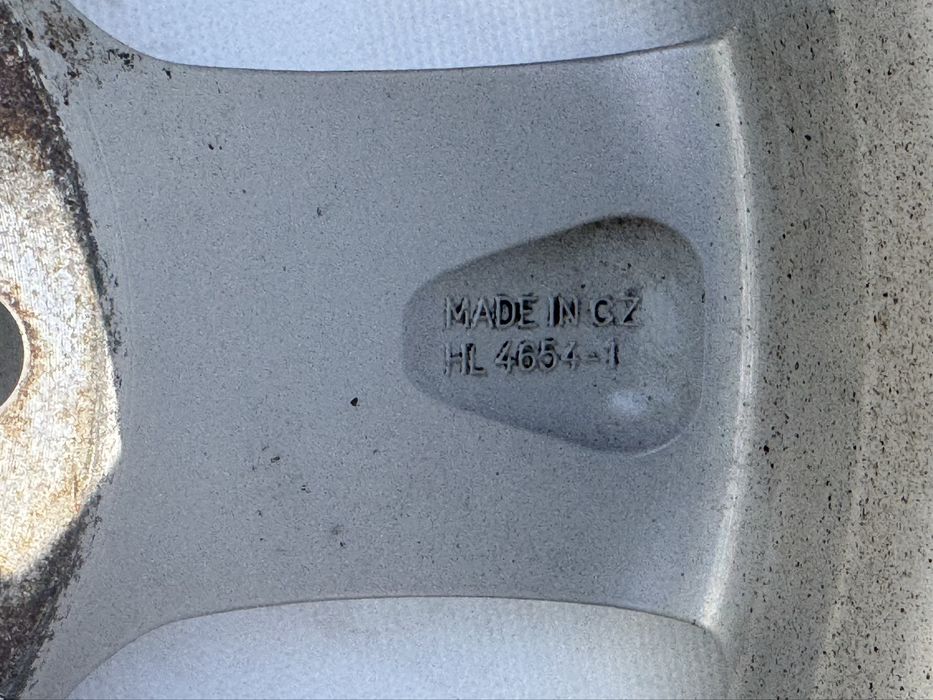 MADE IN CZ
HL 4654-1